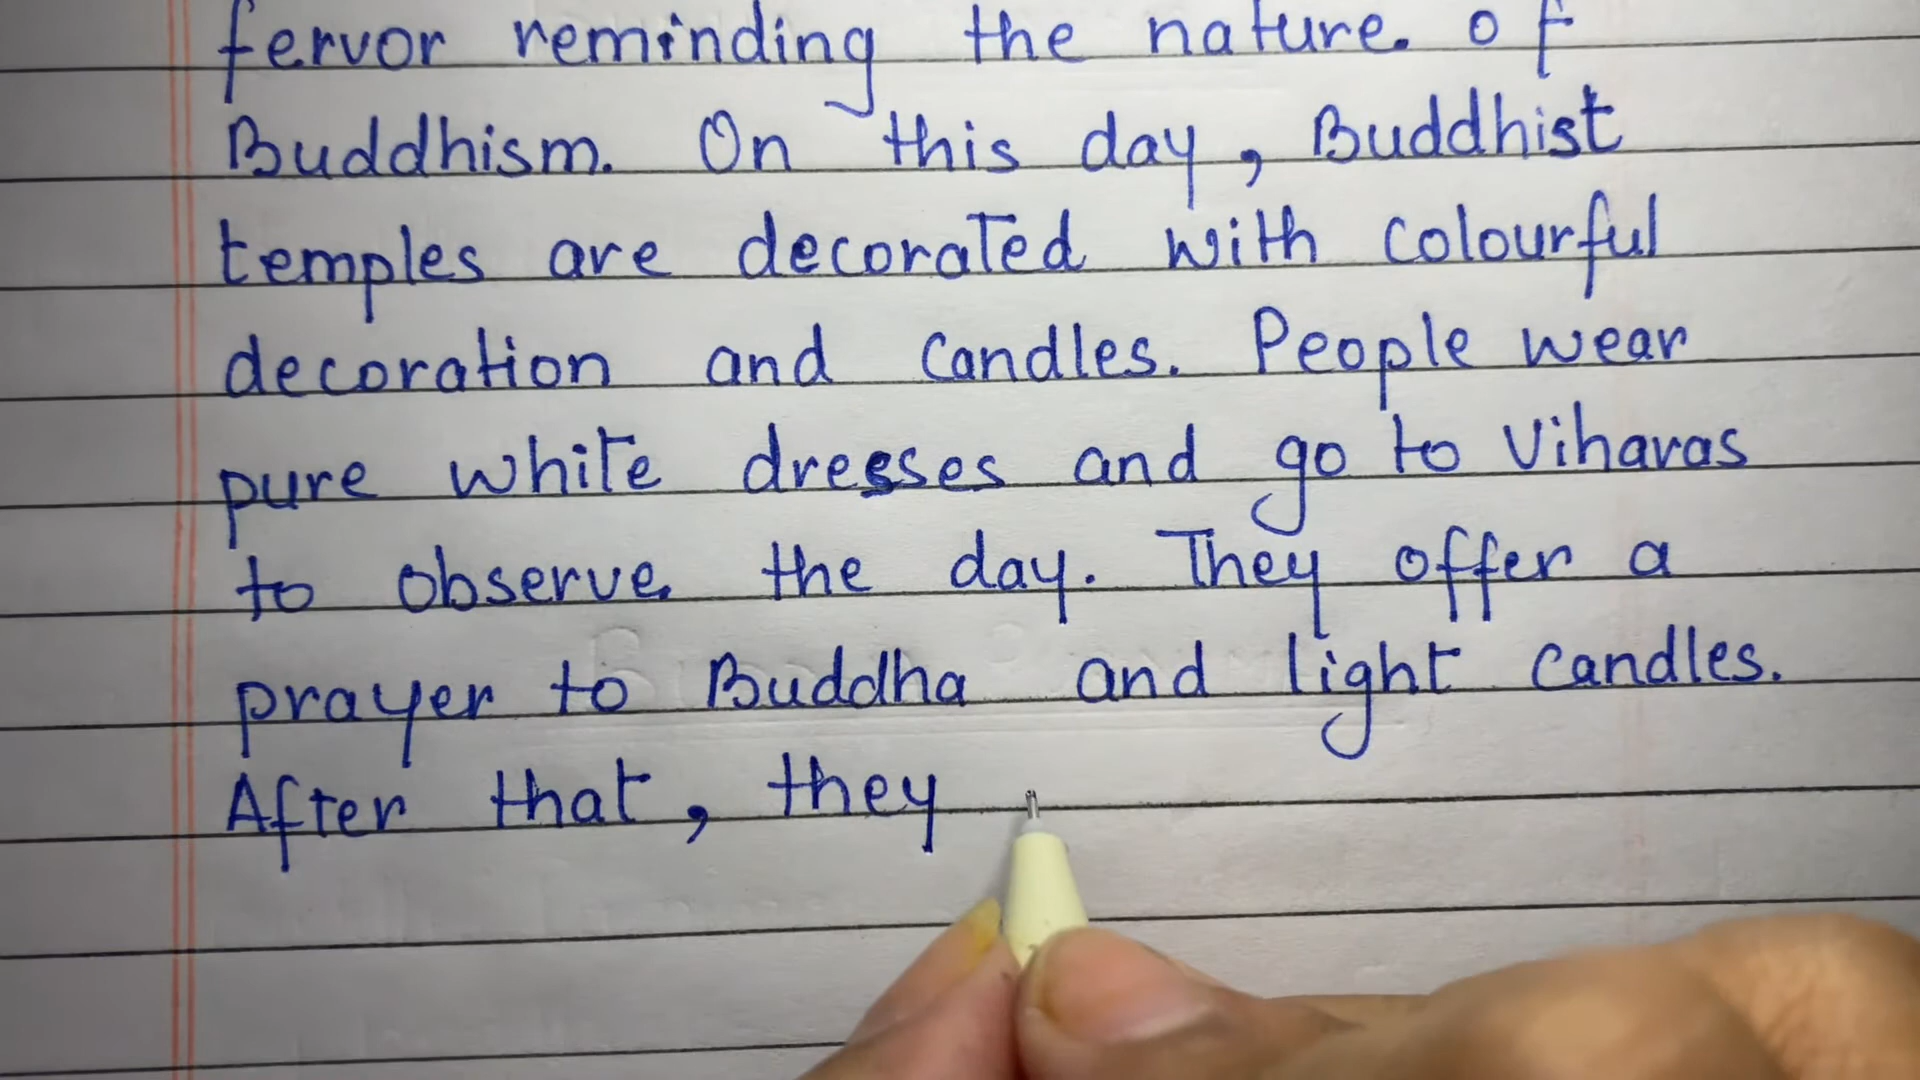 fervor reminding the nature of
Buddhism. On this day, Buddhist
temples are decorated with colourful
decoration and candles. People wear
pure white dresses and go to Viharas
to observe the day. They offer a
prayer to Buddha and light candles.
After that, they